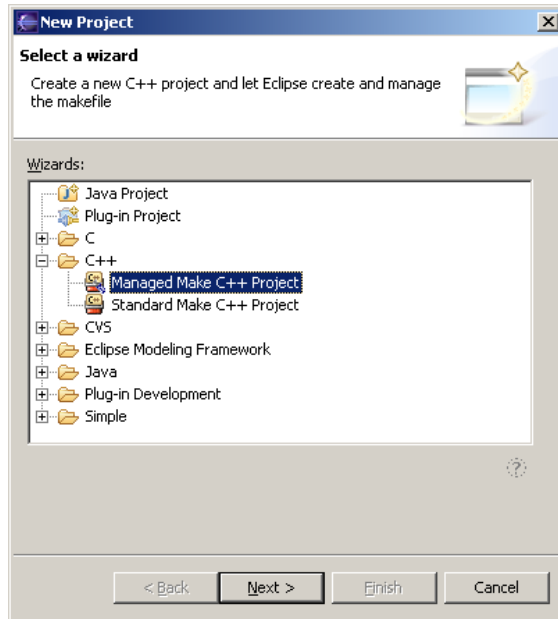 New Project
Select a wizard
Create a new C++ project and let Eclipse create and manage
the makefile
Wizards:
Java Project
Plug-in Project
C
C++
Managed Make C++ Project
Standard Make C++ Project
CVS
Eclipse Modeling Framework
Java
Plug-in Development
Simple
?
< Back Next > Finish Cancel